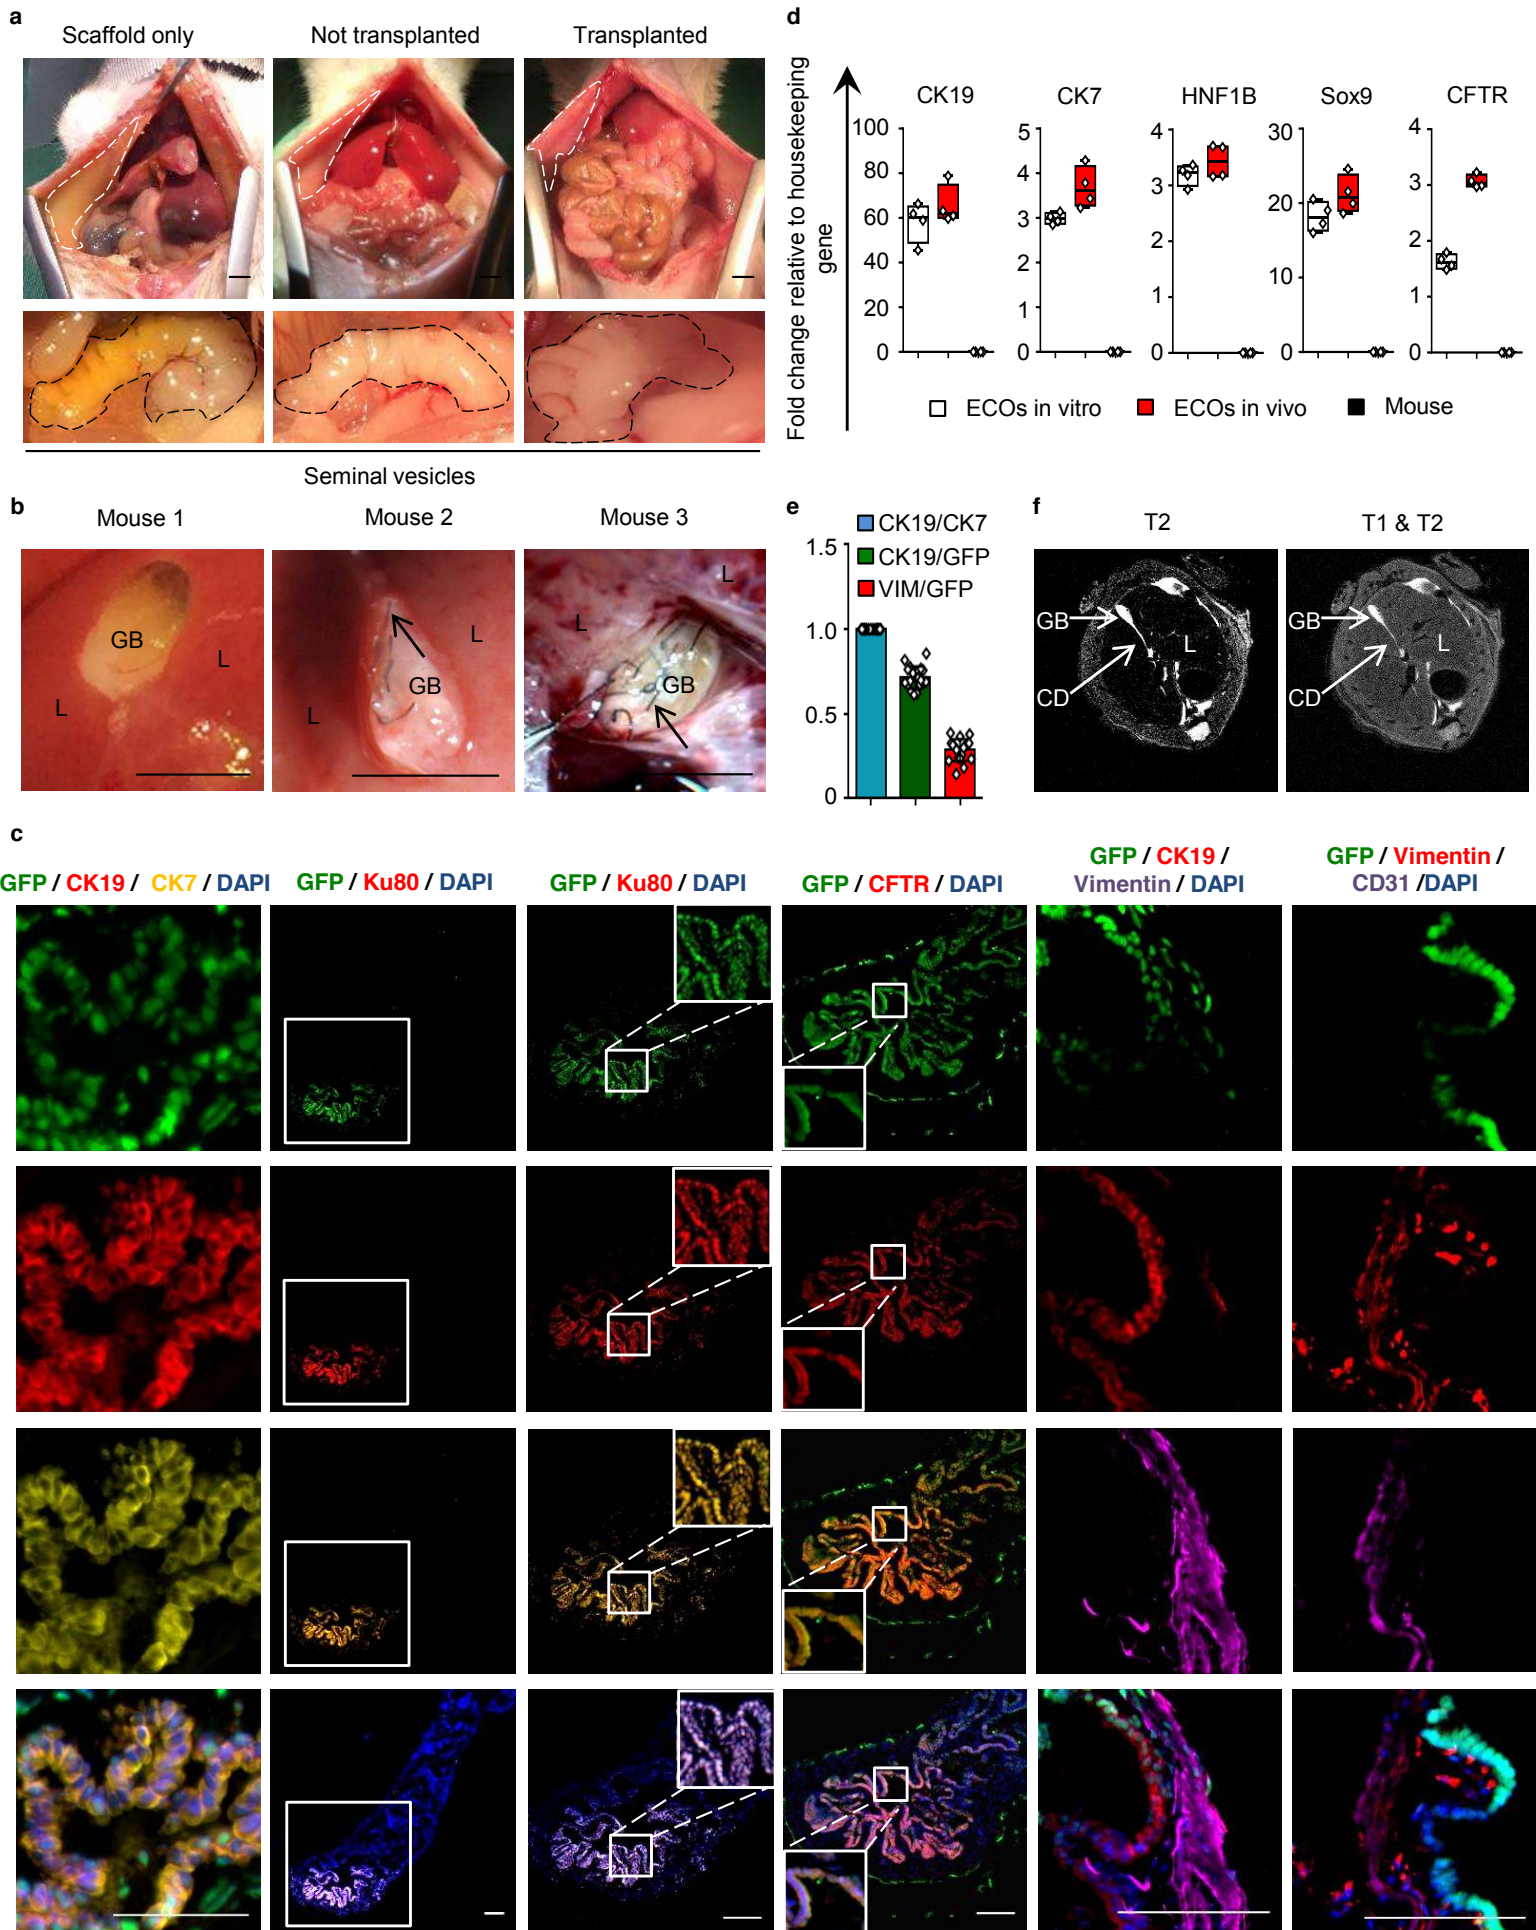 a
Scaffold only
Not transplanted
Transplanted
Seminal vesicles
b
Mouse 1
Mouse 2
Mouse 3
GB
L
L
GB
L
L
GB
L
L
c
GFP / CK19 / CK7 / DAPI
GFP / Ku80 / DAPI
GFP / Ku80 / DAPI
GFP / CFTR / DAPI
GFP / CK19 /
Vimentin / DAPI
GFP / Vimentin /
CD31 /DAPI
d
Fold change relative to housekeeping
gene
CK19
100
80
60
40
20
0
CK7
5
4
3
2
1
0
HNF1B
4
3
2
1
0
Sox9
30
20
10
0
CFTR
4
3
2
1
0
ECOs in vitro
ECOs in vivo
Mouse
e
CK19/CK7
CK19/GFP
VIM/GFP
1.5
1.0
0.5
0
f
T2
T1 & T2
GB
CD
L
GB
CD
L